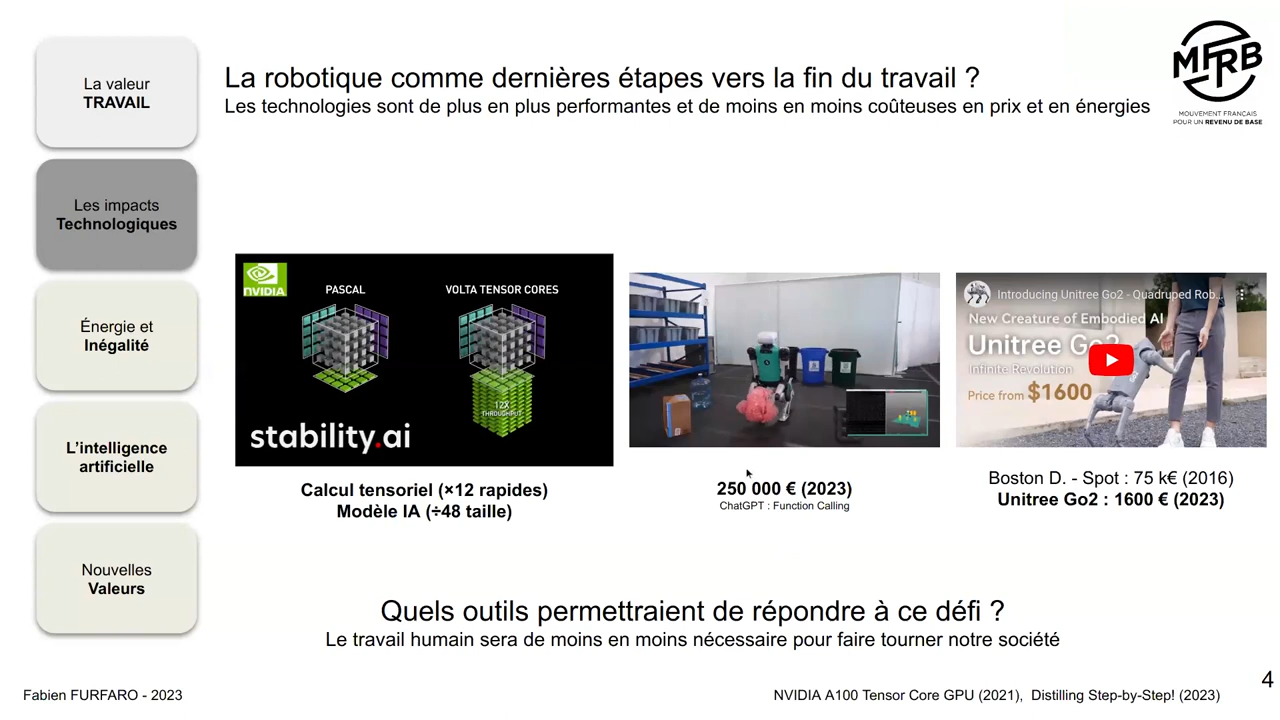 La valeur
TRAVAIL
Les impacts
Technologiques
Énergie et
Inégalité
L'intelligence
artificielle
Nouvelles
Valeurs
La robotique comme dernières étapes vers la fin du travail ?
Les technologies sont de plus en plus performantes et de moins en moins coûteuses en prix et en énergies
MFRB
MOUVEMENT FRANÇAIS
POUR UN REVENU DE BASE
NVIDIA
PASCAL
VOLTA TENSOR CORES
12X
THROUGHPUT
stability.ai
Calcul tensoriel (×12 rapides)
Modèle IA (÷48 taille)
250 000 € (2023)
ChatGPT : Function Calling
Introducing Unitree Go2 - Quadruped Rob...
New Creature of Embodied AI
Unitree Go2
Infinite Revolution
Price from $1600
Boston D. - Spot : 75 k€ (2016)
Unitree Go2 : 1600 € (2023)
Quels outils permettraient de répondre à ce défi ?
Le travail humain sera de moins en moins nécessaire pour faire tourner notre société
Fabien FURFARO - 2023
NVIDIA A100 Tensor Core GPU (2021), Distilling Step-by-Step! (2023)
4